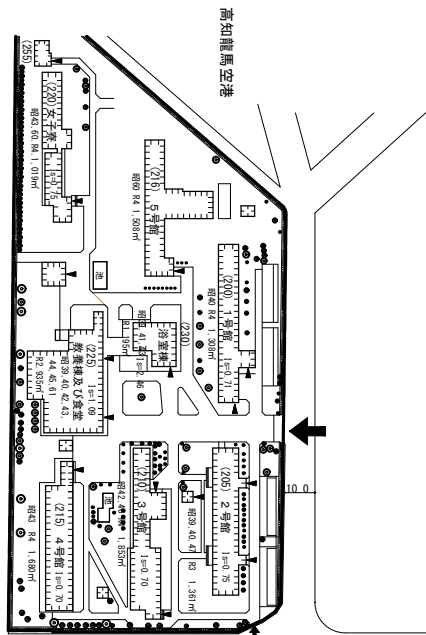 高知龍馬空港
(255)
(220) 女子寮
Is=0.75
昭43,60. R4. 1,019㎡
(216) 5号館
昭60 R4 1,508㎡
(200) 1号館 Is=0.71
昭40 R4 1,308㎡
池
(230)
浴室棟
(225) Is=1.09
教養棟及び食堂
昭39,40,42,43,
44,45,61
R2 935㎡
(205) 2号館 Is=0.75
昭39,40,47 R3 1,361㎡
(210) 3号館 Is=0.70
1,853㎡
池
(215) 4号館 Is=0.70
昭43 R4 1,680㎡